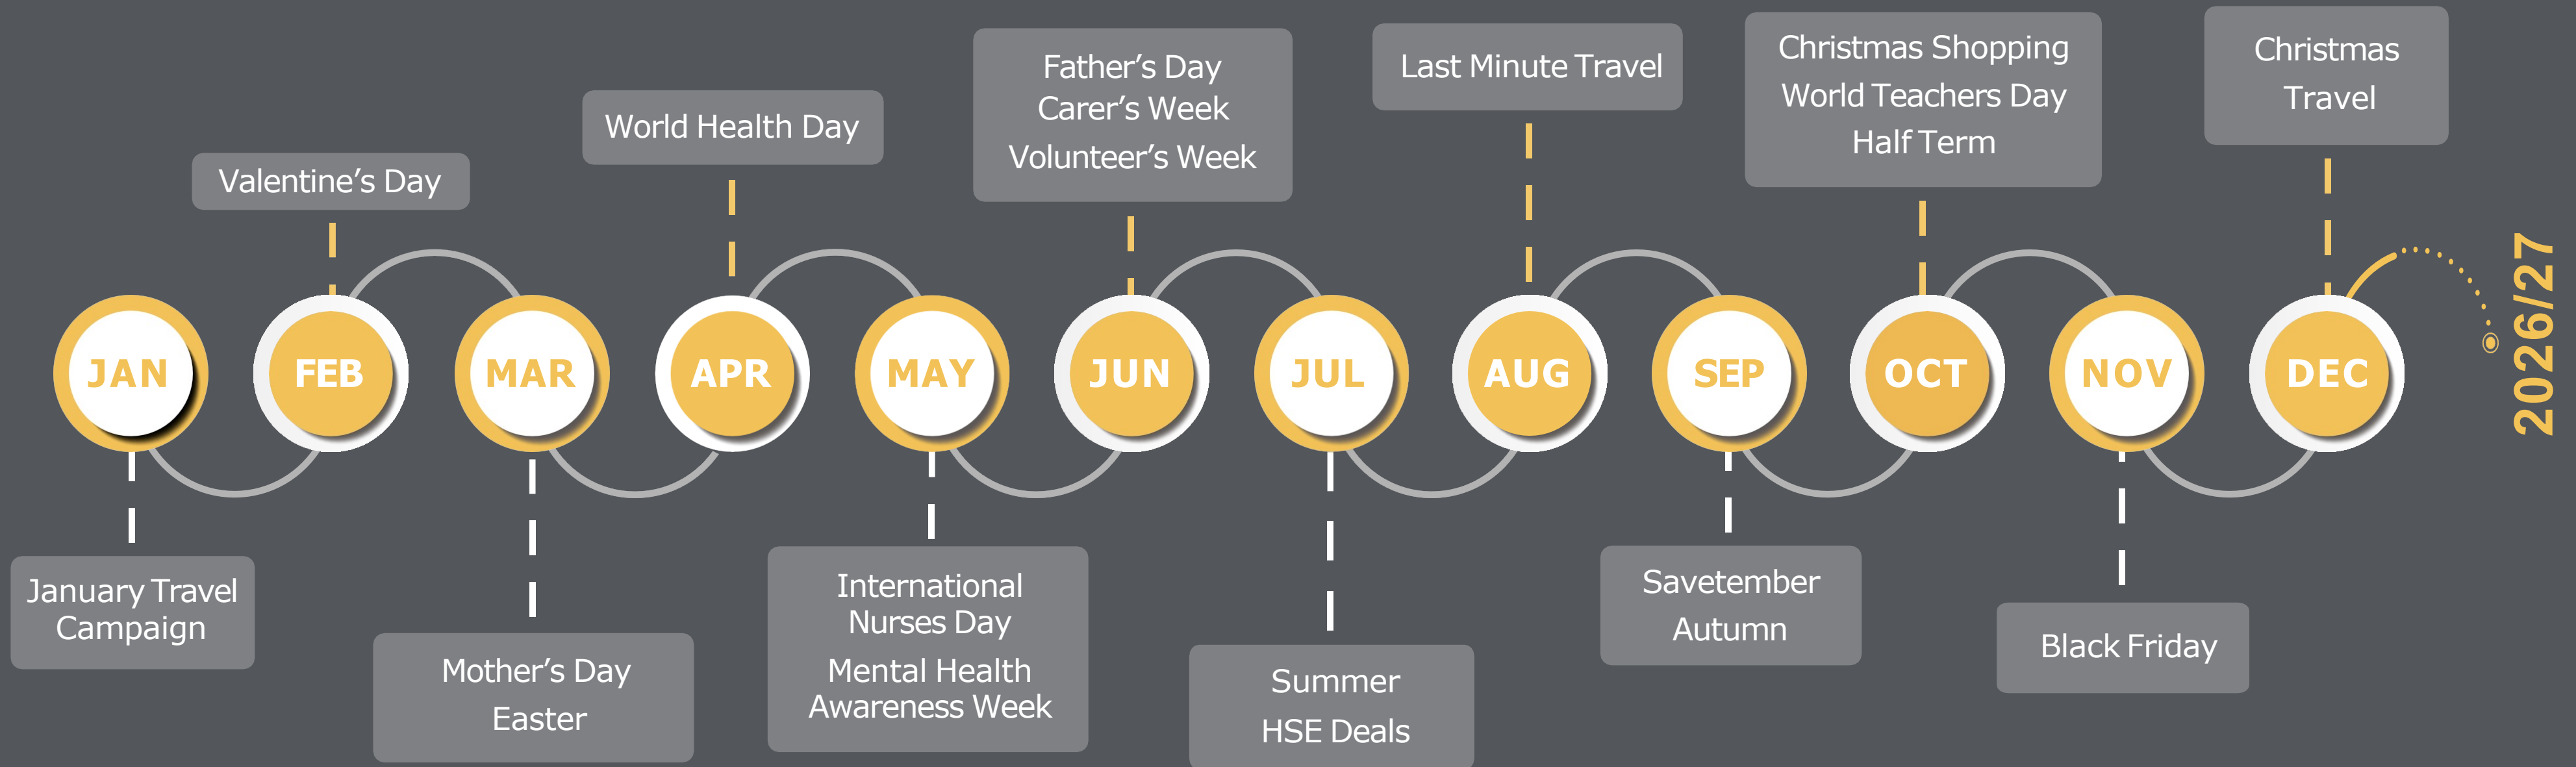 Christmas Shopping
World Teachers Day
Half Term
Christmas
Travel
Father’s Day
Carer’s Week
Volunteer’s Week
Last Minute Travel
World Health Day
Valentine’s Day
JAN
FEB
MAR
APR
MAY
JUN
JUL
AUG
SEP
OCT
NOV
DEC
2026/27
January Travel
Campaign
Mother’s Day
Easter
International
Nurses Day
Mental Health
Awareness Week
Summer
HSE Deals
Savetember
Autumn
Black Friday